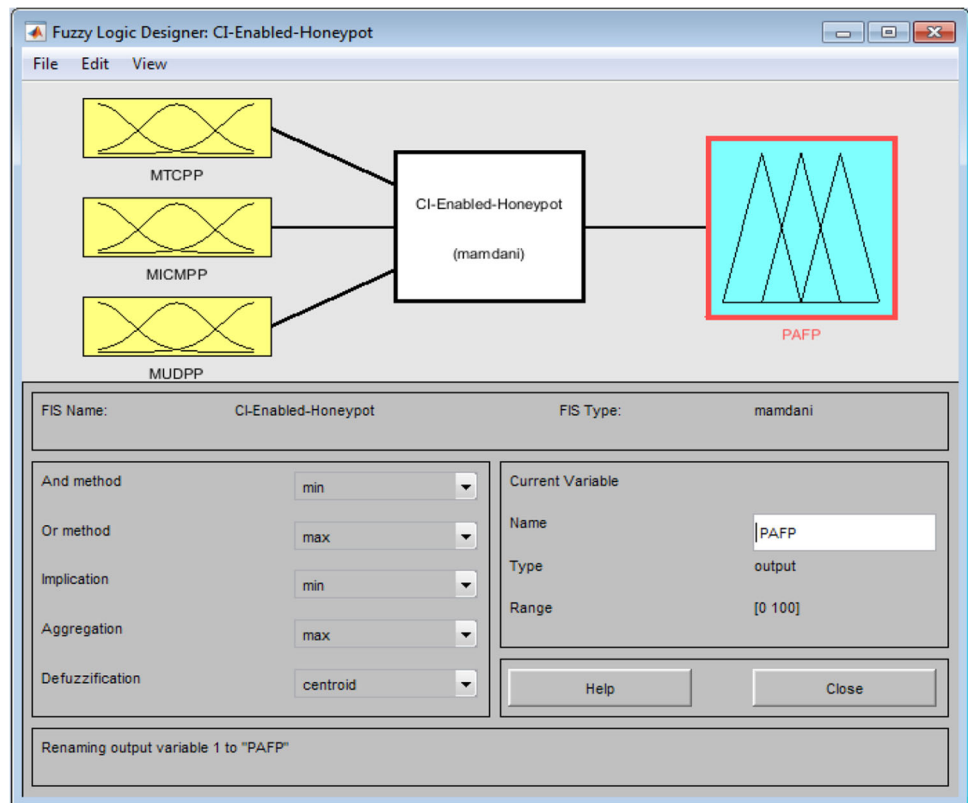 Fuzzy Logic Designer: CI-Enabled-Honeypot
File Edit View
MTCPP
MICMPP
MUDPP
CI-Enabled-Honeypot
(mamdani)
PAFP
FIS Name: CI-Enabled-Honeypot FIS Type: mamdani
And method min
Or method max
Implication min
Aggregation max
Defuzzification centroid
Current Variable
Name PAFP
Type output
Range [0 100]
Help Close
Renaming output variable 1 to "PAFP"